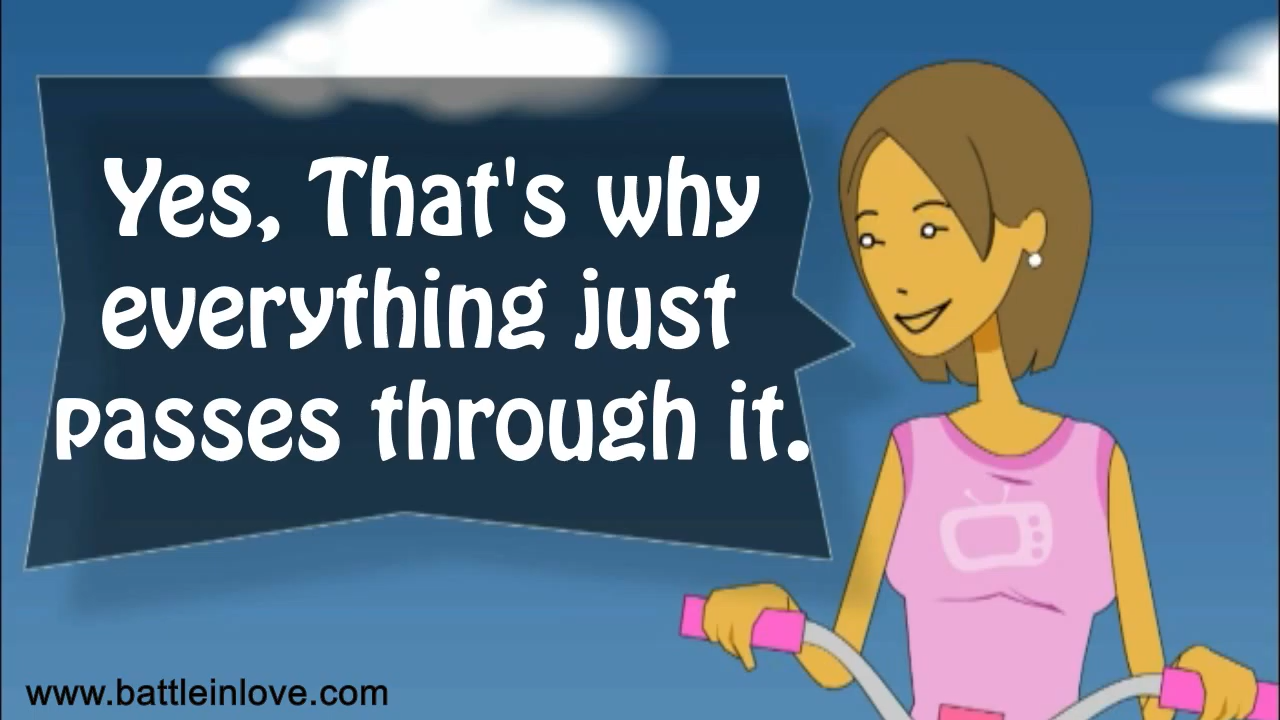 Yes, That's why
everything just
passes through it.
www.battleinlove.com